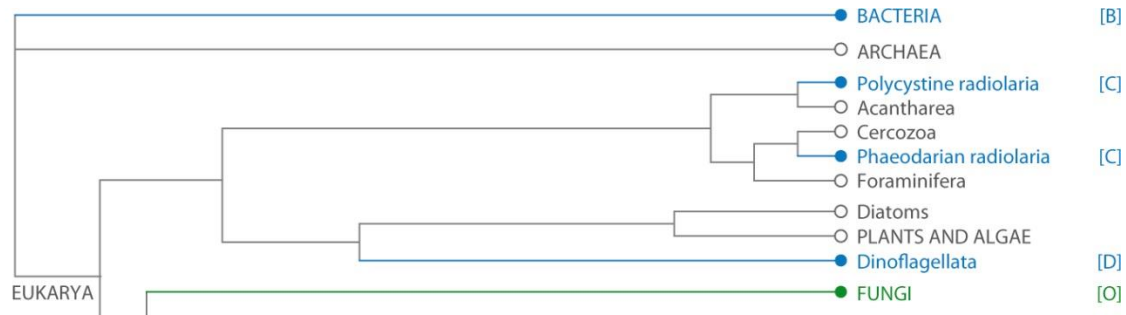 BACTERIA [B]
ARCHAEA
Polycystine radiolaria [C]
Acantharea
Cercozoa
Phaeodarian radiolaria [C]
Foraminifera
Diatoms
PLANTS AND ALGAE
Dinoflagellata [D]
EUKARYA
FUNGI [O]